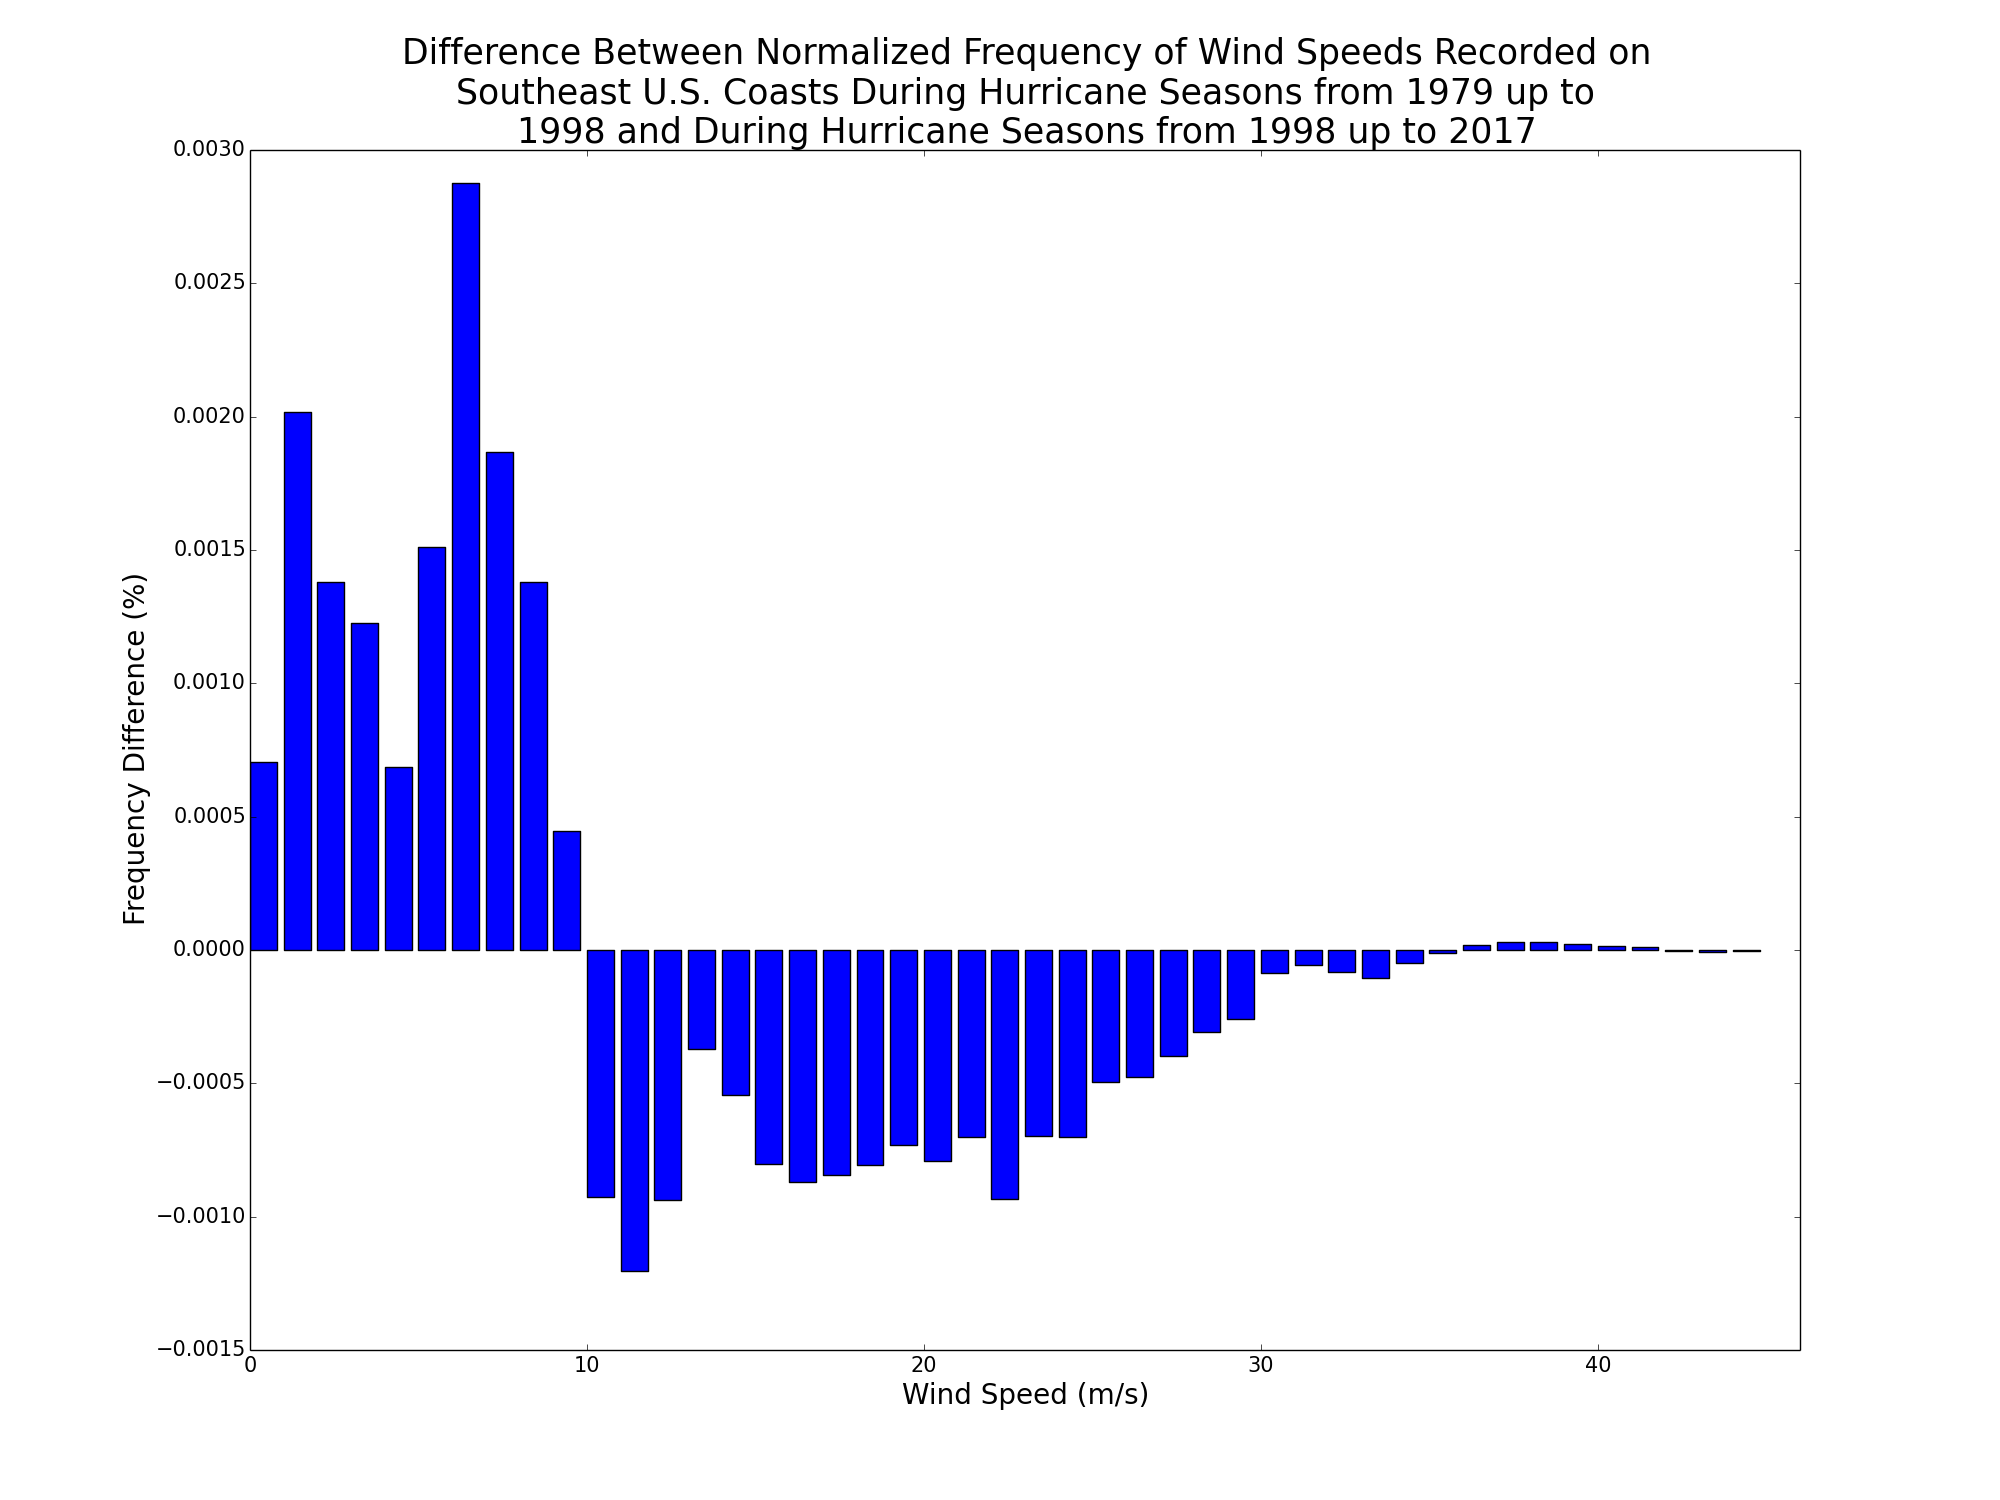 Difference Between Normalized Frequency of Wind Speeds Recorded on
Southeast U.S. Coasts During Hurricane Seasons from 1979 up to
1998 and During Hurricane Seasons from 1998 up to 2017
0.0030
0.0025
0.0020
0.0015
0.0010
0.0005
0.0000
−0.0005
−0.0010
−0.0015
Frequency Difference (%)
0 10 20 30 40
Wind Speed (m/s)